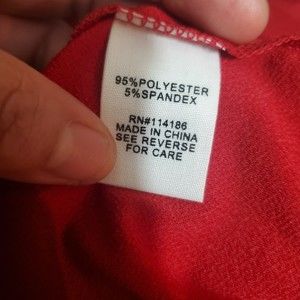 95%POLYESTER
5%SPANDEX
RN#114186
MADE IN CHINA
SEE REVERSE
FOR CARE